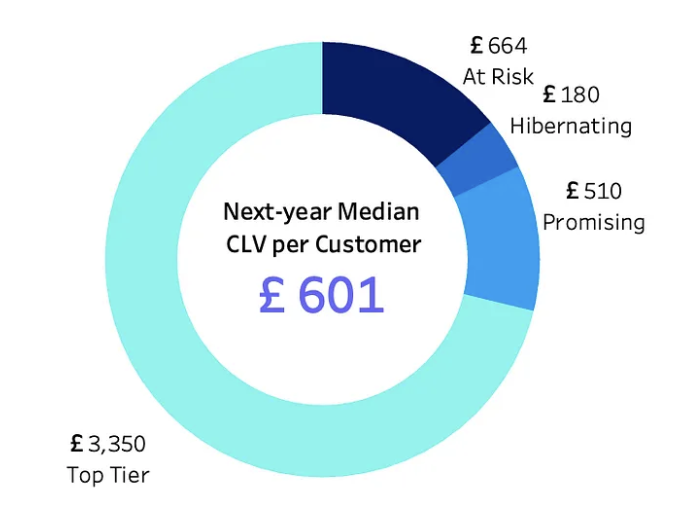 £ 664
At Risk
£ 180
Hibernating
£ 510
Promising
Next-year Median
CLV per Customer
£ 601
£ 3,350
Top Tier